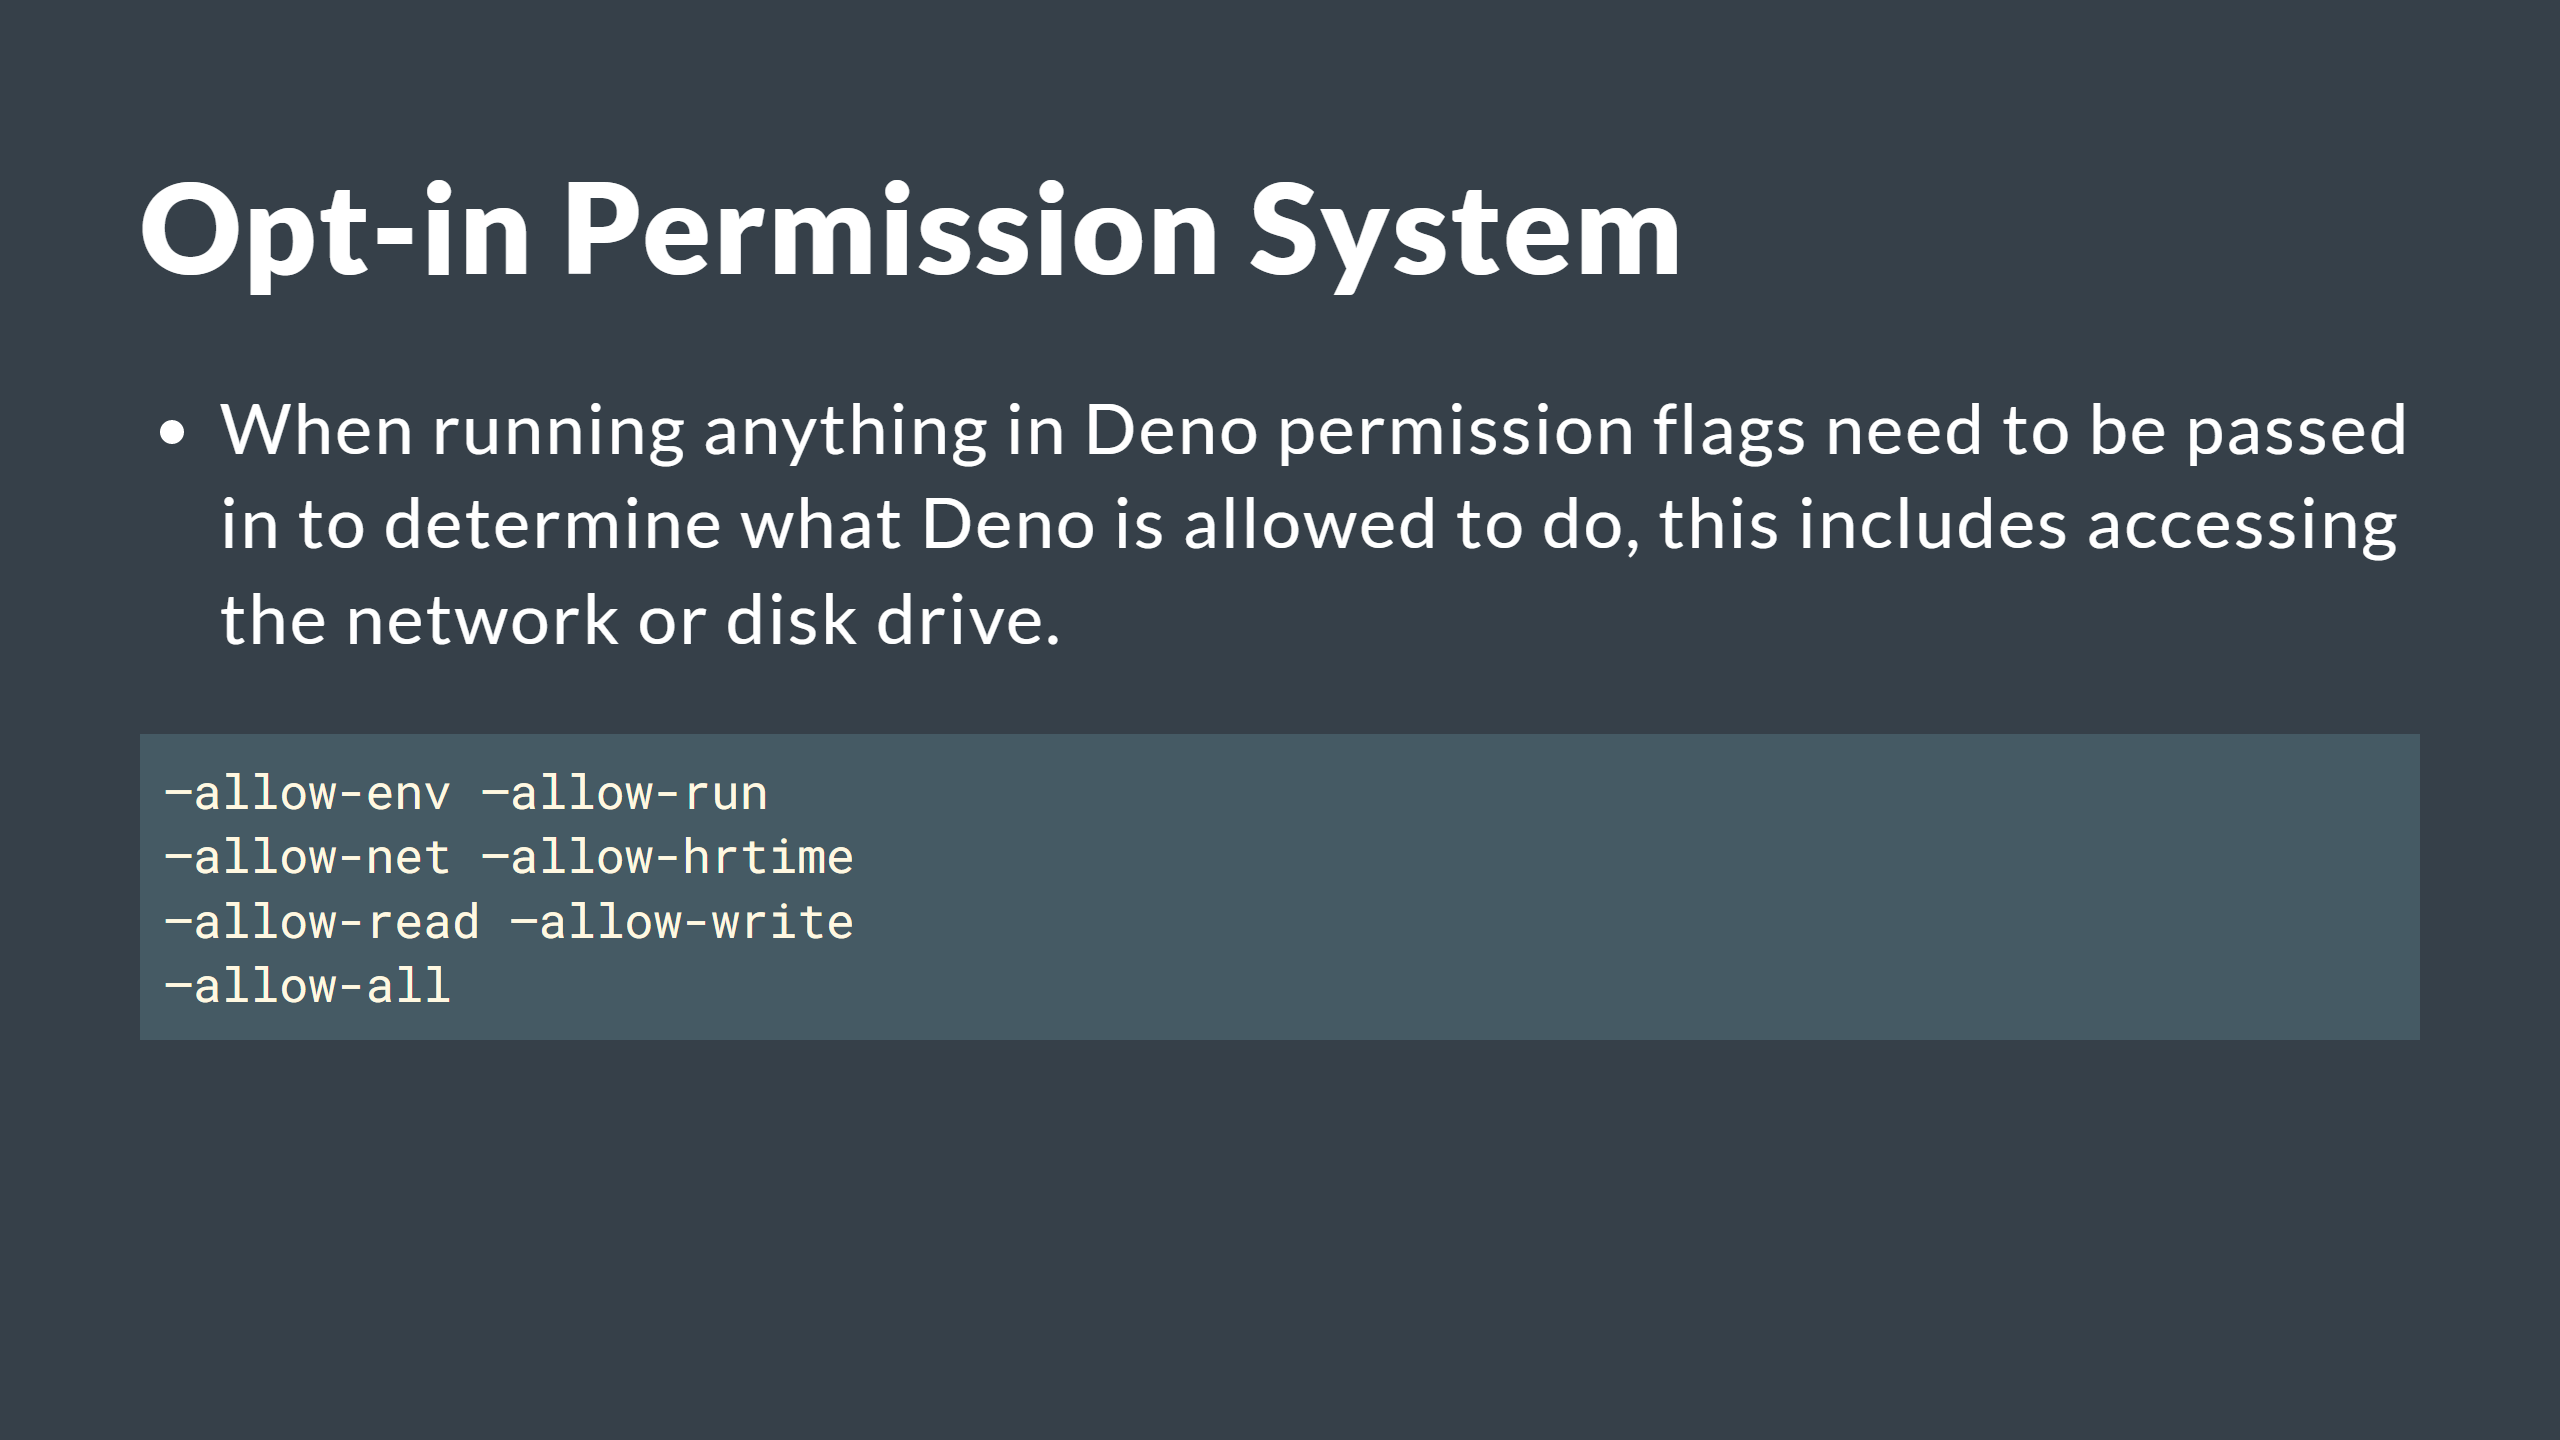 Opt-in Permission System
• When running anything in Deno permission flags need to be passed
in to determine what Deno is allowed to do, this includes accessing
the network or disk drive.
—allow-env —allow-run
—allow-net —allow-hrtime
—allow-read —allow-write
—allow-all